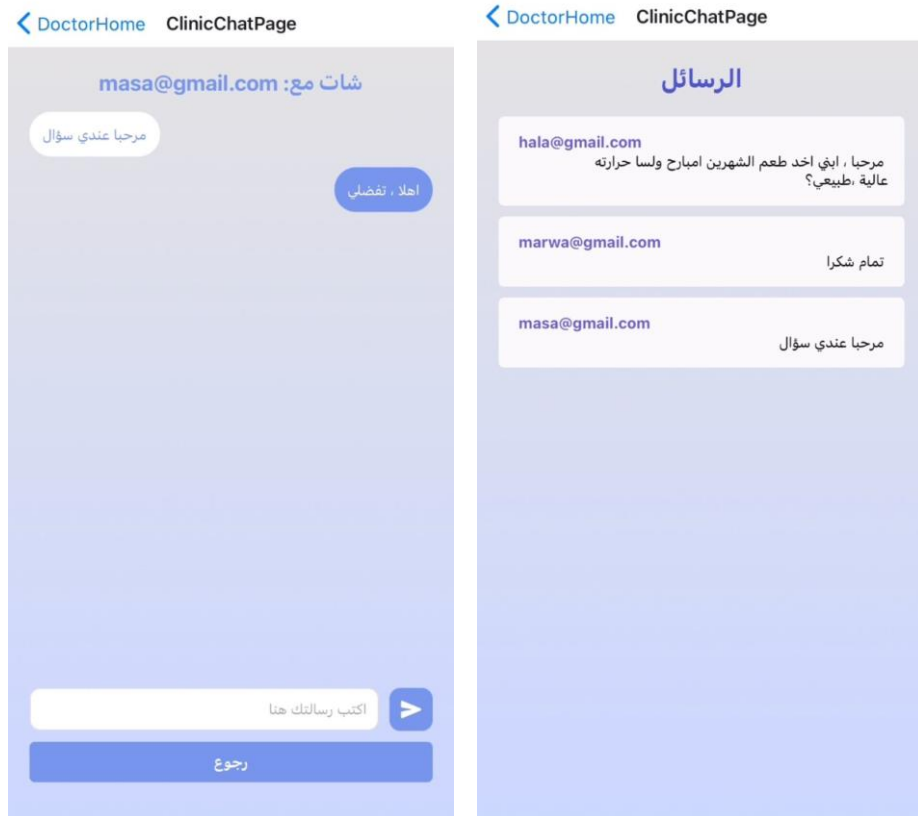 DoctorHome ClinicChatPage
شات مع: masa@gmail.com
مرحبا عندي سؤال
اهلا ، تفضلي
اكتب رسالتك هنا
رجوع
DoctorHome ClinicChatPage
الرسائل
hala@gmail.com
مرحبا ، ابني اخد طعم الشهرين امبارح ولسا حرارته
عالية ،طبيعي؟
marwa@gmail.com
تمام شكرا
masa@gmail.com
مرحبا عندي سؤال